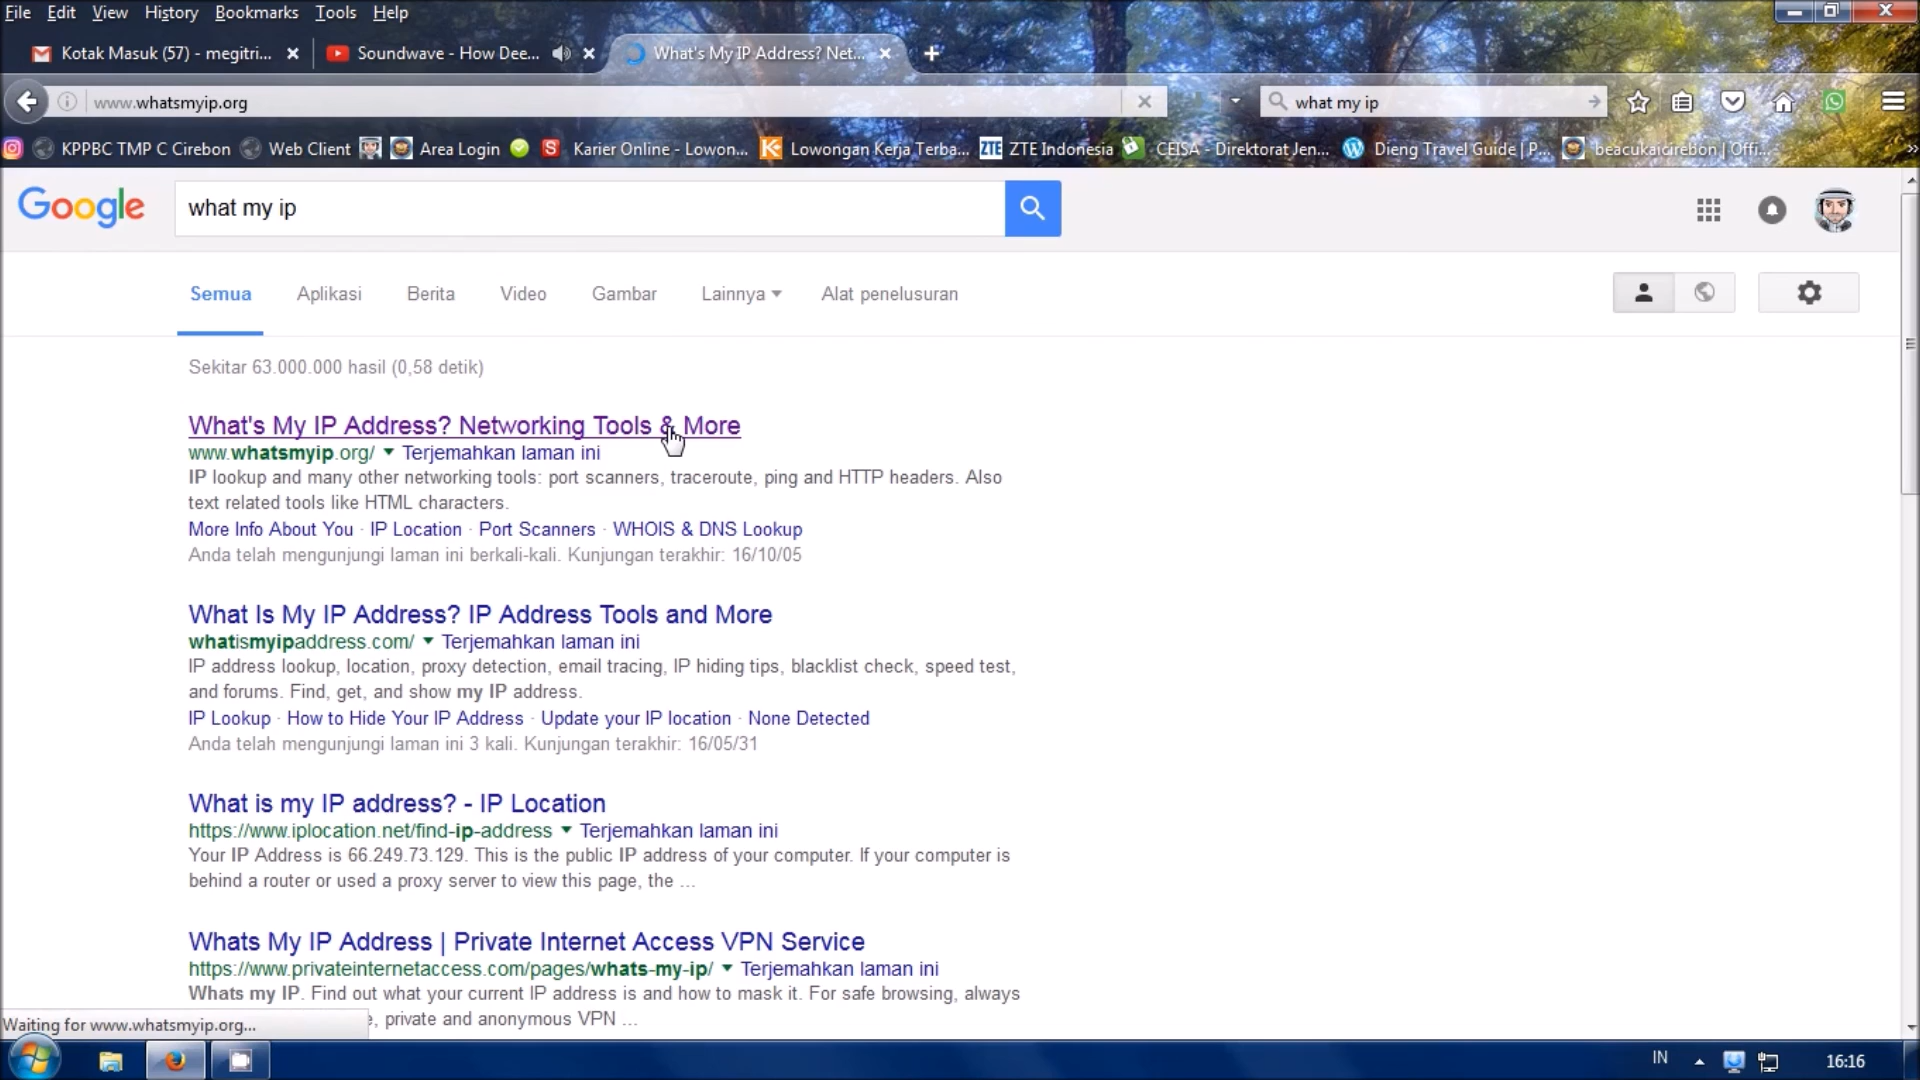 File Edit View History Bookmarks Tools Help
Kotak Masuk (57) - megitri... Soundwave - How Dee... What's My IP Address? Net...
www.whatsmyip.org what my ip
KPPBC TMP C Cirebon Web Client Area Login S Karier Online - Lowon... K Lowongan Kerja Terba... ZTE ZTE Indonesia CEISA - Direktorat Jen... Dieng Travel Guide | P... beacukaicirebon | Offi...
Google what my ip
Semua Aplikasi Berita Video Gambar Lainnya Alat penelusuran
Sekitar 63.000.000 hasil (0,58 detik)
What's My IP Address? Networking Tools & More
www.whatsmyip.org/ Terjemahkan laman ini
IP lookup and many other networking tools: port scanners, traceroute, ping and HTTP headers. Also
text related tools like HTML characters.
More Info About You · IP Location · Port Scanners · WHOIS & DNS Lookup
Anda telah mengunjungi laman ini berkali-kali. Kunjungan terakhir: 16/10/05
What Is My IP Address? IP Address Tools and More
whatismyipaddress.com/ Terjemahkan laman ini
IP address lookup, location, proxy detection, email tracing, IP hiding tips, blacklist check, speed test,
and forums. Find, get, and show my IP address.
IP Lookup · How to Hide Your IP Address · Update your IP location · None Detected
Anda telah mengunjungi laman ini 3 kali. Kunjungan terakhir: 16/05/31
What is my IP address? - IP Location
https://www.iplocation.net/find-ip-address Terjemahkan laman ini
Your IP Address is 66.249.73.129. This is the public IP address of your computer. If your computer is
behind a router or used a proxy server to view this page, the ...
Whats My IP Address | Private Internet Access VPN Service
https://www.privateinternetaccess.com/pages/whats-my-ip/ Terjemahkan laman ini
Whats my IP. Find out what your current IP address is and how to mask it. For safe browsing, always
, private and anonymous VPN ...
Waiting for www.whatsmyip.org...
IN 16:16